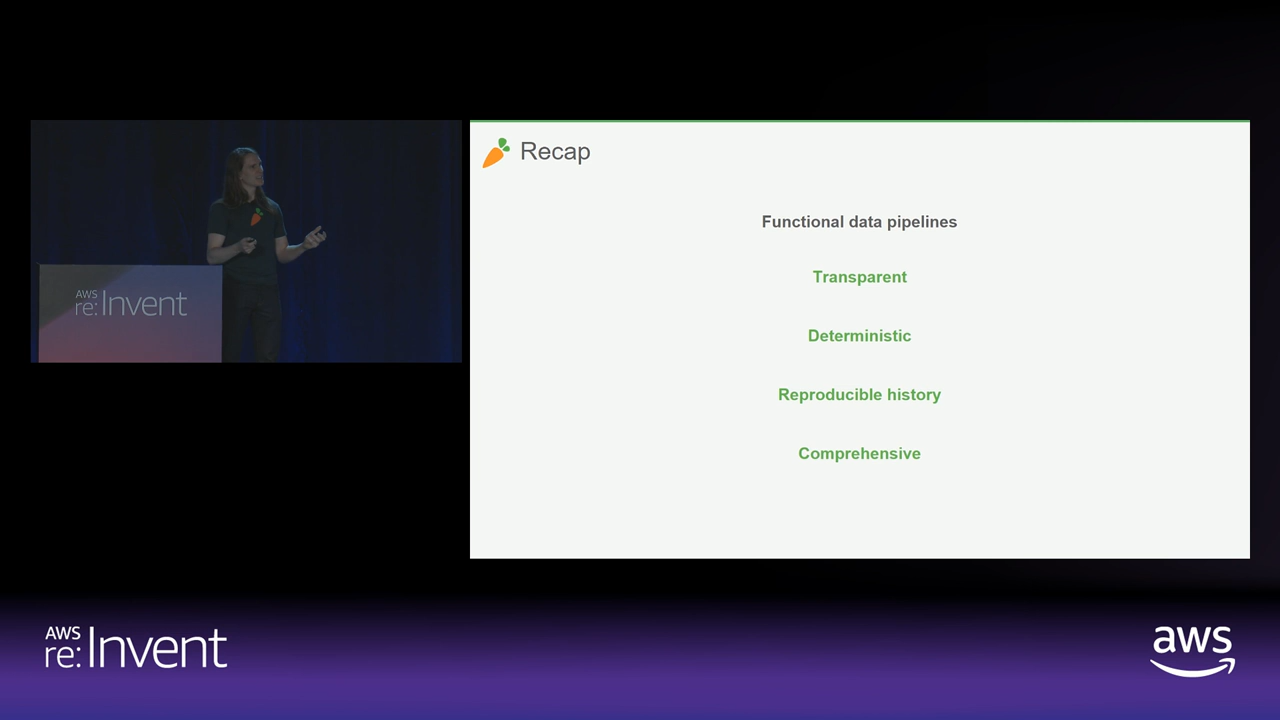 Recap
Functional data pipelines
Transparent
Deterministic
Reproducible history
Comprehensive
AWS
re:Invent
AWS
re:Invent
aws